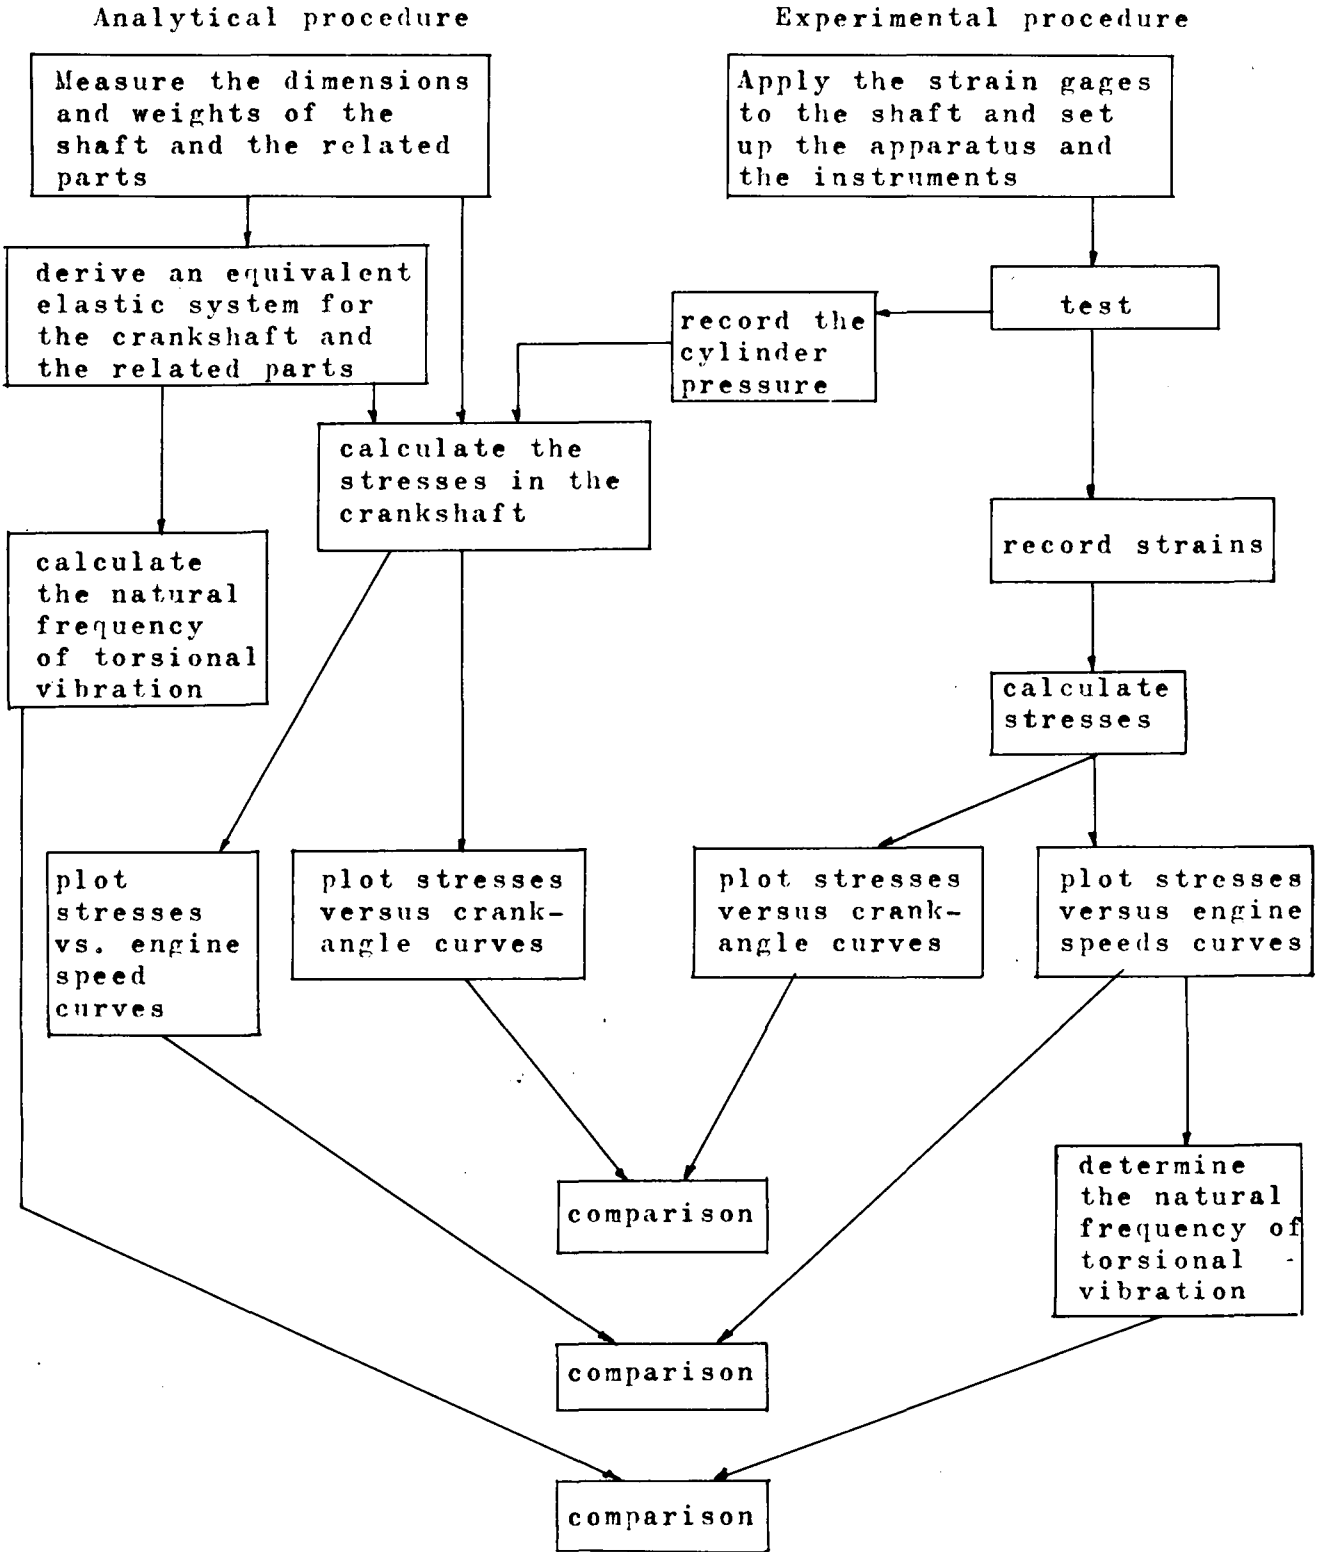 Analytical procedure
Experimental procedure
Measure the dimensions
and weights of the
shaft and the related
parts
Apply the strain gages
to the shaft and set
up the apparatus and
the instruments
derive an equivalent
elastic system for
the crankshaft and
the related parts
test
record the
cylinder
pressure
calculate the
stresses in the
crankshaft
record strains
calculate
the natural
frequency
of torsional
vibration
calculate
stresses
plot
stresses
vs. engine
speed
curves
plot stresses
versus crank-
angle curves
plot stresses
versus crank-
angle curves
plot stresses
versus engine
speeds curves
comparison
determine
the natural
frequency of
torsional
vibration
comparison
comparison